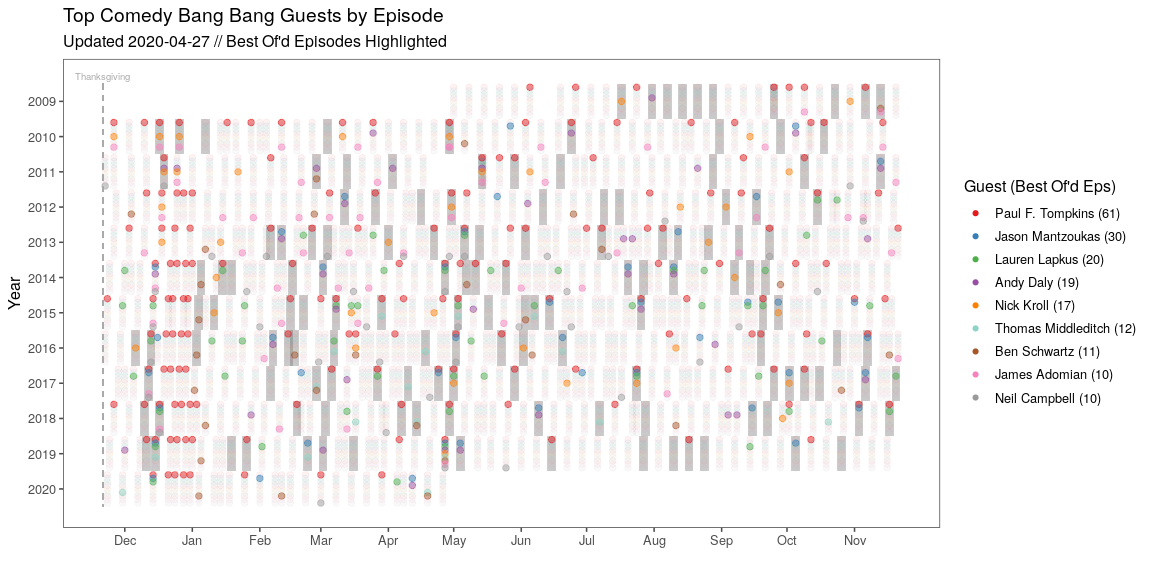 Top Comedy Bang Bang Guests by Episode
Updated 2020-04-27 // Best Of'd Episodes Highlighted
Thanksgiving
2009
2010
2011
2012
2013
2014
2015
2016
2017
2018
2019
2020
Year
Dec Jan Feb Mar Apr May Jun Jul Aug Sep Oct Nov
Guest (Best Of'd Eps)
Paul F. Tompkins (61)
Jason Mantzoukas (30)
Lauren Lapkus (20)
Andy Daly (19)
Nick Kroll (17)
Thomas Middleditch (12)
Ben Schwartz (11)
James Adomian (10)
Neil Campbell (10)